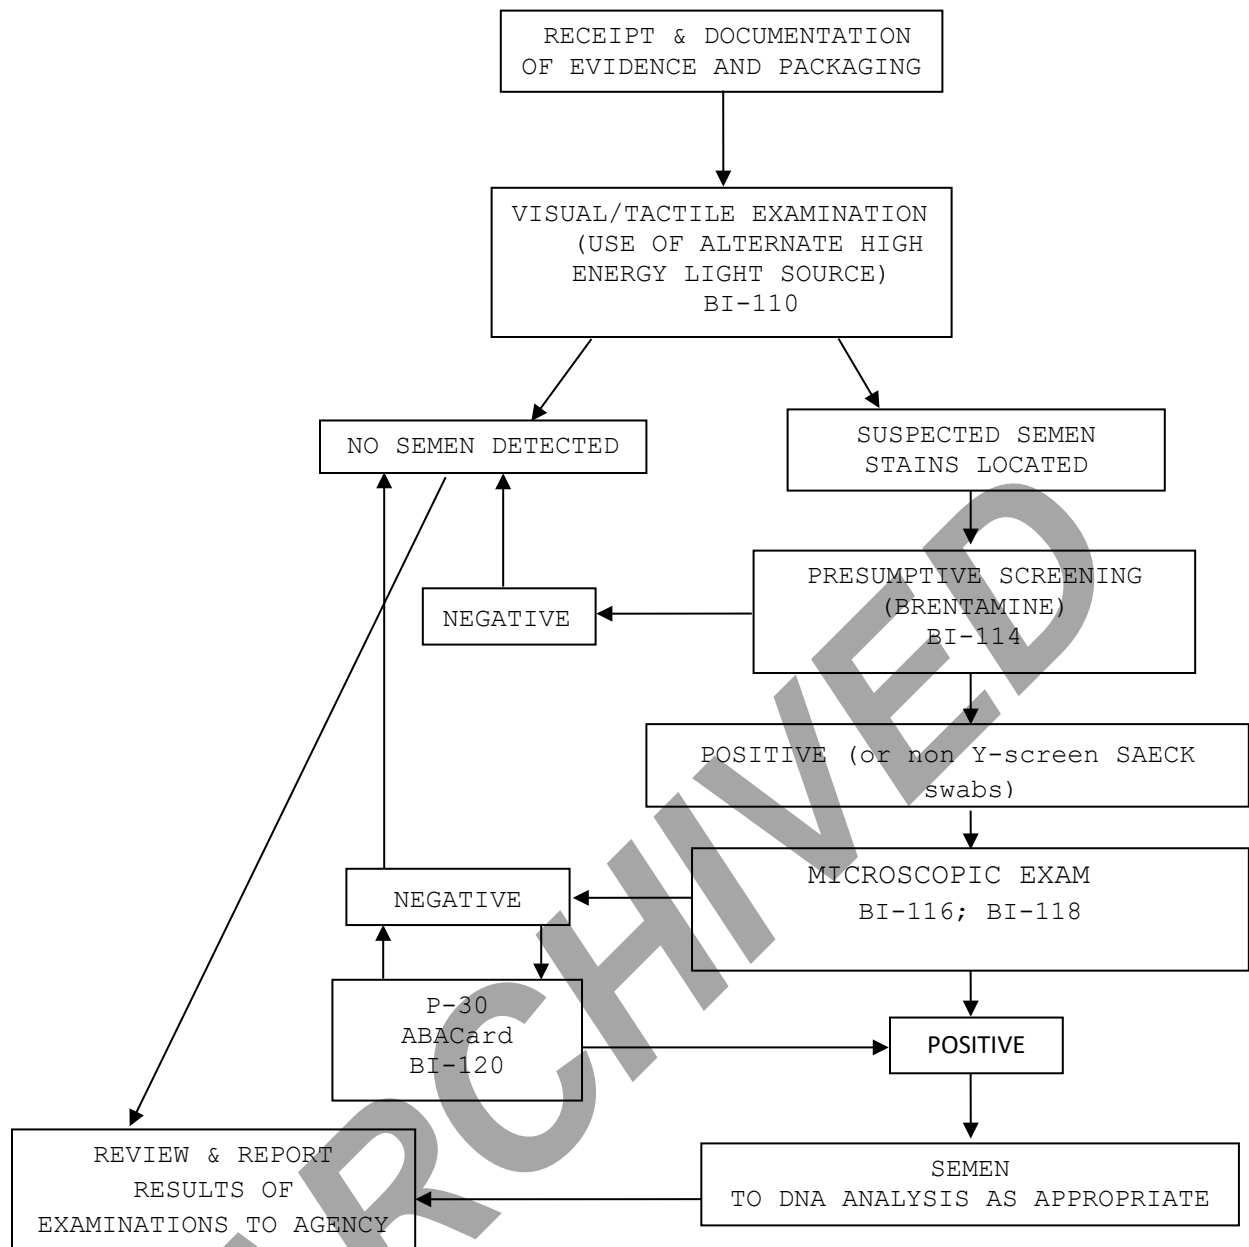 RECEIPT & DOCUMENTATION
OF EVIDENCE AND PACKAGING
VISUAL/TACTILE EXAMINATION
(USE OF ALTERNATE HIGH
ENERGY LIGHT SOURCE)
BI-110
NO SEMEN DETECTED
SUSPECTED SEMEN
STAINS LOCATED
PRESUMPTIVE SCREENING
(BRENTAMINE)
BI-114
NEGATIVE
POSITIVE (or non Y-screen SAECK
swabs)
MICROSCOPIC EXAM
BI-116; BI-118
NEGATIVE
P-30
ABACard
BI-120
POSITIVE
REVIEW & REPORT
RESULTS OF
EXAMINATIONS TO AGENCY
SEMEN
TO DNA ANALYSIS AS APPROPRIATE
ARCHIVED